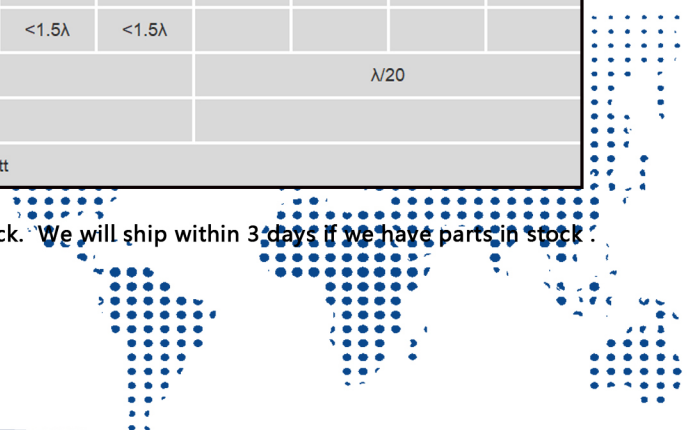 <1.5λ <1.5λ
λ/20
tt
ck. We will ship within 3 days if we have parts in stock .